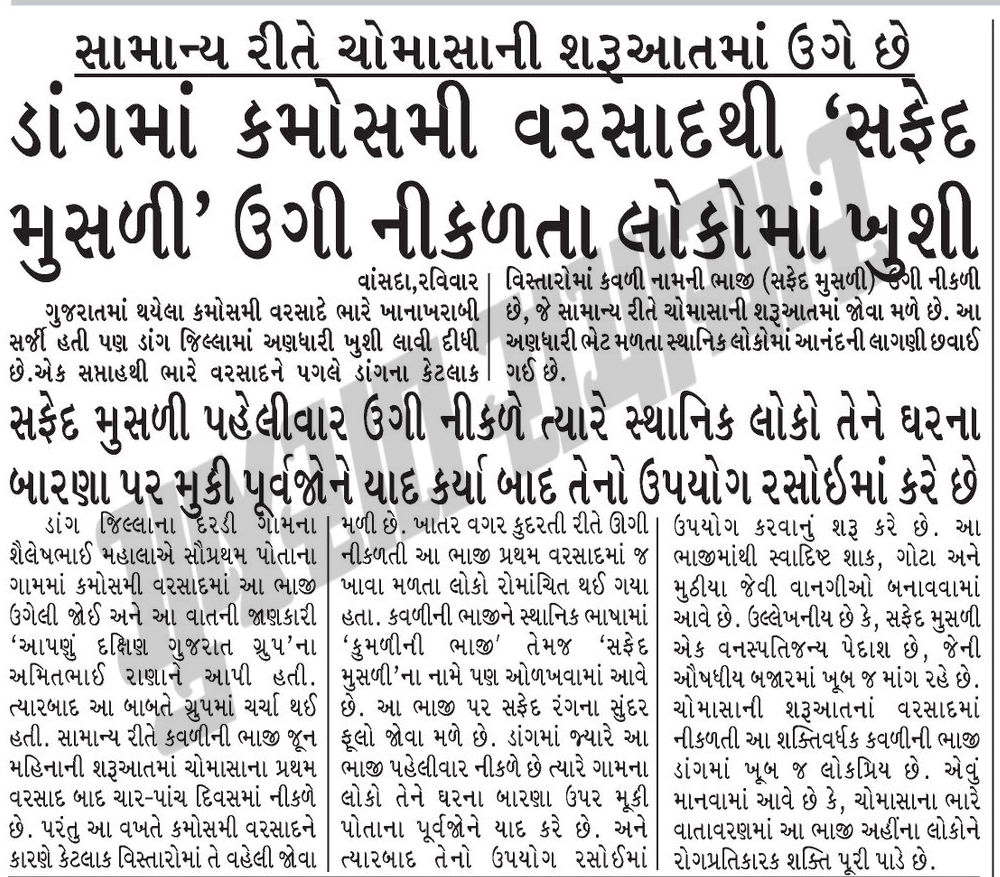 સામાન્ય રીતે ચોમાસાની શરૂઆતમાં ઉગે છે
ડાંગમાં કમોસમી વરસાદથી ‘સફેદ
મુસળી’ ઉગી નીકળતા લોકોમાં ખુશી
વાંસદા,રવિવાર
ગુજરાતમાં થયેલા કમોસમી વરસાદે ભારે ખાનાખરાબી
સર્જી હતી પણ ડાંગ જિલ્લામાં અણધારી ખુશી લાવી દીધી
છે.એક સપ્તાહથી ભારે વરસાદને પગલે ડાંગના કેટલાક
વિસ્તારોમાં કવળી નામની ભાજી (સફેદ મુસળી) ઉગી નીકળી
છે, જે સામાન્ય રીતે ચોમાસાની શરૂઆતમાં જોવા મળે છે. આ
અણધારી ભેટ મળતા સ્થાનિક લોકોમાં આનંદની લાગણી છવાઈ
ગઈ છે.
સફેદ મુસળી પહેલીવાર ઉગી નીકળે ત્યારે સ્થાનિક લોકો તેને ઘરના
બારણા પર મુકી પૂર્વજોને યાદ કર્યા બાદ તેનો ઉપયોગ રસોઇમાં કરે છે
ડાંગ જિલ્લાના દરડી ગામના
શૈલેષભાઈ મહાલાએ સૌપ્રથમ પોતાના
ગામમાં કમોસમી વરસાદમાં આ ભાજી
ઉગેલી જોઈ અને આ વાતની જાણકારી
‘આપણું દક્ષિણ ગુજરાત ગ્રુપ’ના
અમિતભાઈ રાણાને આપી હતી.
ત્યારબાદ આ બાબતે ગ્રુપમાં ચર્ચા થઈ
હતી. સામાન્ય રીતે કવળીની ભાજી જૂન
મહિનાની શરૂઆતમાં ચોમાસાના પ્રથમ
વરસાદ બાદ ચાર-પાંચ દિવસમાં નીકળે
છે. પરંતુ આ વખતે કમોસમી વરસાદને
કારણે કેટલાક વિસ્તારોમાં તે વહેલી જોવા
મળી છે. ખાતર વગર કુદરતી રીતે ઊગી
નીકળતી આ ભાજી પ્રથમ વરસાદમાં જ
ખાવા મળતા લોકો રોમાંચિત થઈ ગયા
હતા. કવળીની ભાજીને સ્થાનિક ભાષામાં
‘કુમળીની ભાજી’ તેમજ ‘સફેદ
મુસળી’ના નામે પણ ઓળખવામાં આવે
છે. આ ભાજી પર સફેદ રંગના સુંદર
ફૂલો જોવા મળે છે. ડાંગમાં જ્યારે આ
ભાજી પહેલીવાર નીકળે છે ત્યારે ગામના
લોકો તેને ઘરના બારણા ઉપર મૂકી
પોતાના પૂર્વજોને યાદ કરે છે. અને
ત્યારબાદ તેનો ઉપયોગ રસોઈમાં
ઉપયોગ કરવાનું શરૂ કરે છે. આ
ભાજીમાંથી સ્વાદિષ્ટ શાક, ગોટા અને
મુઠીયા જેવી વાનગીઓ બનાવવામાં
આવે છે. ઉલ્લેખનીય છે કે, સફેદ મુસળી
એક વનસ્પતિજન્ય પેદાશ છે, જેની
ઔષધીય બજારમાં ખૂબ જ માંગ રહે છે.
ચોમાસાની શરૂઆતનાં વરસાદમાં
નીકળતી આ શક્તિવર્ધક કવળીની ભાજી
ડાંગમાં ખૂબ જ લોકપ્રિય છે. એવું
માનવામાં આવે છે કે, ચોમાસાના ભારે
વાતાવરણમાં આ ભાજી અહીંના લોકોને
રોગપ્રતિકારક શક્તિ પૂરી પાડે છે.
ગુજરાત સમાચાર